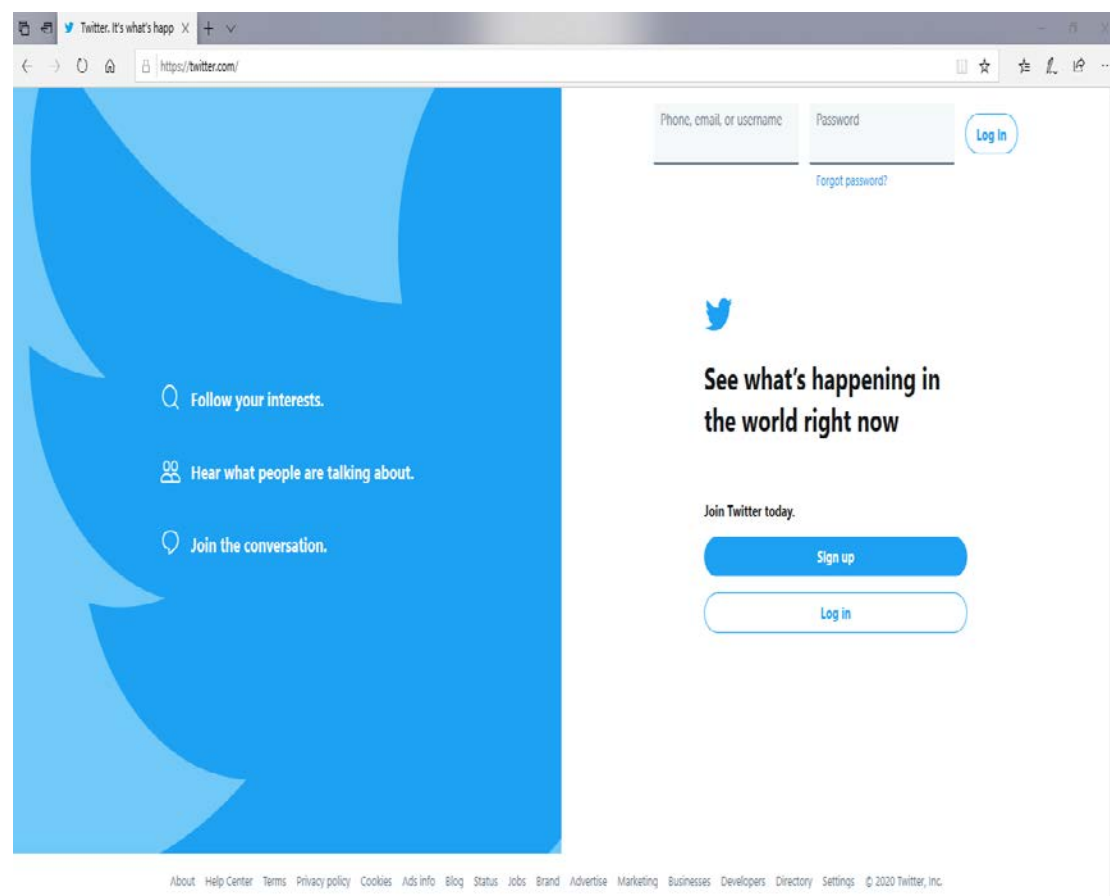 Twitter. It's what's happ
https://twitter.com/
Phone, email, or username
Password
Log in
Forgot password?
See what's happening in
the world right now
Follow your interests.
Hear what people are talking about.
Join the conversation.
Join Twitter today.
Sign up
Log in
About Help Center Terms Privacy policy Cookies Ads info Blog Status Jobs Brand Advertise Marketing Businesses Developers Directory Settings © 2020 Twitter, Inc.